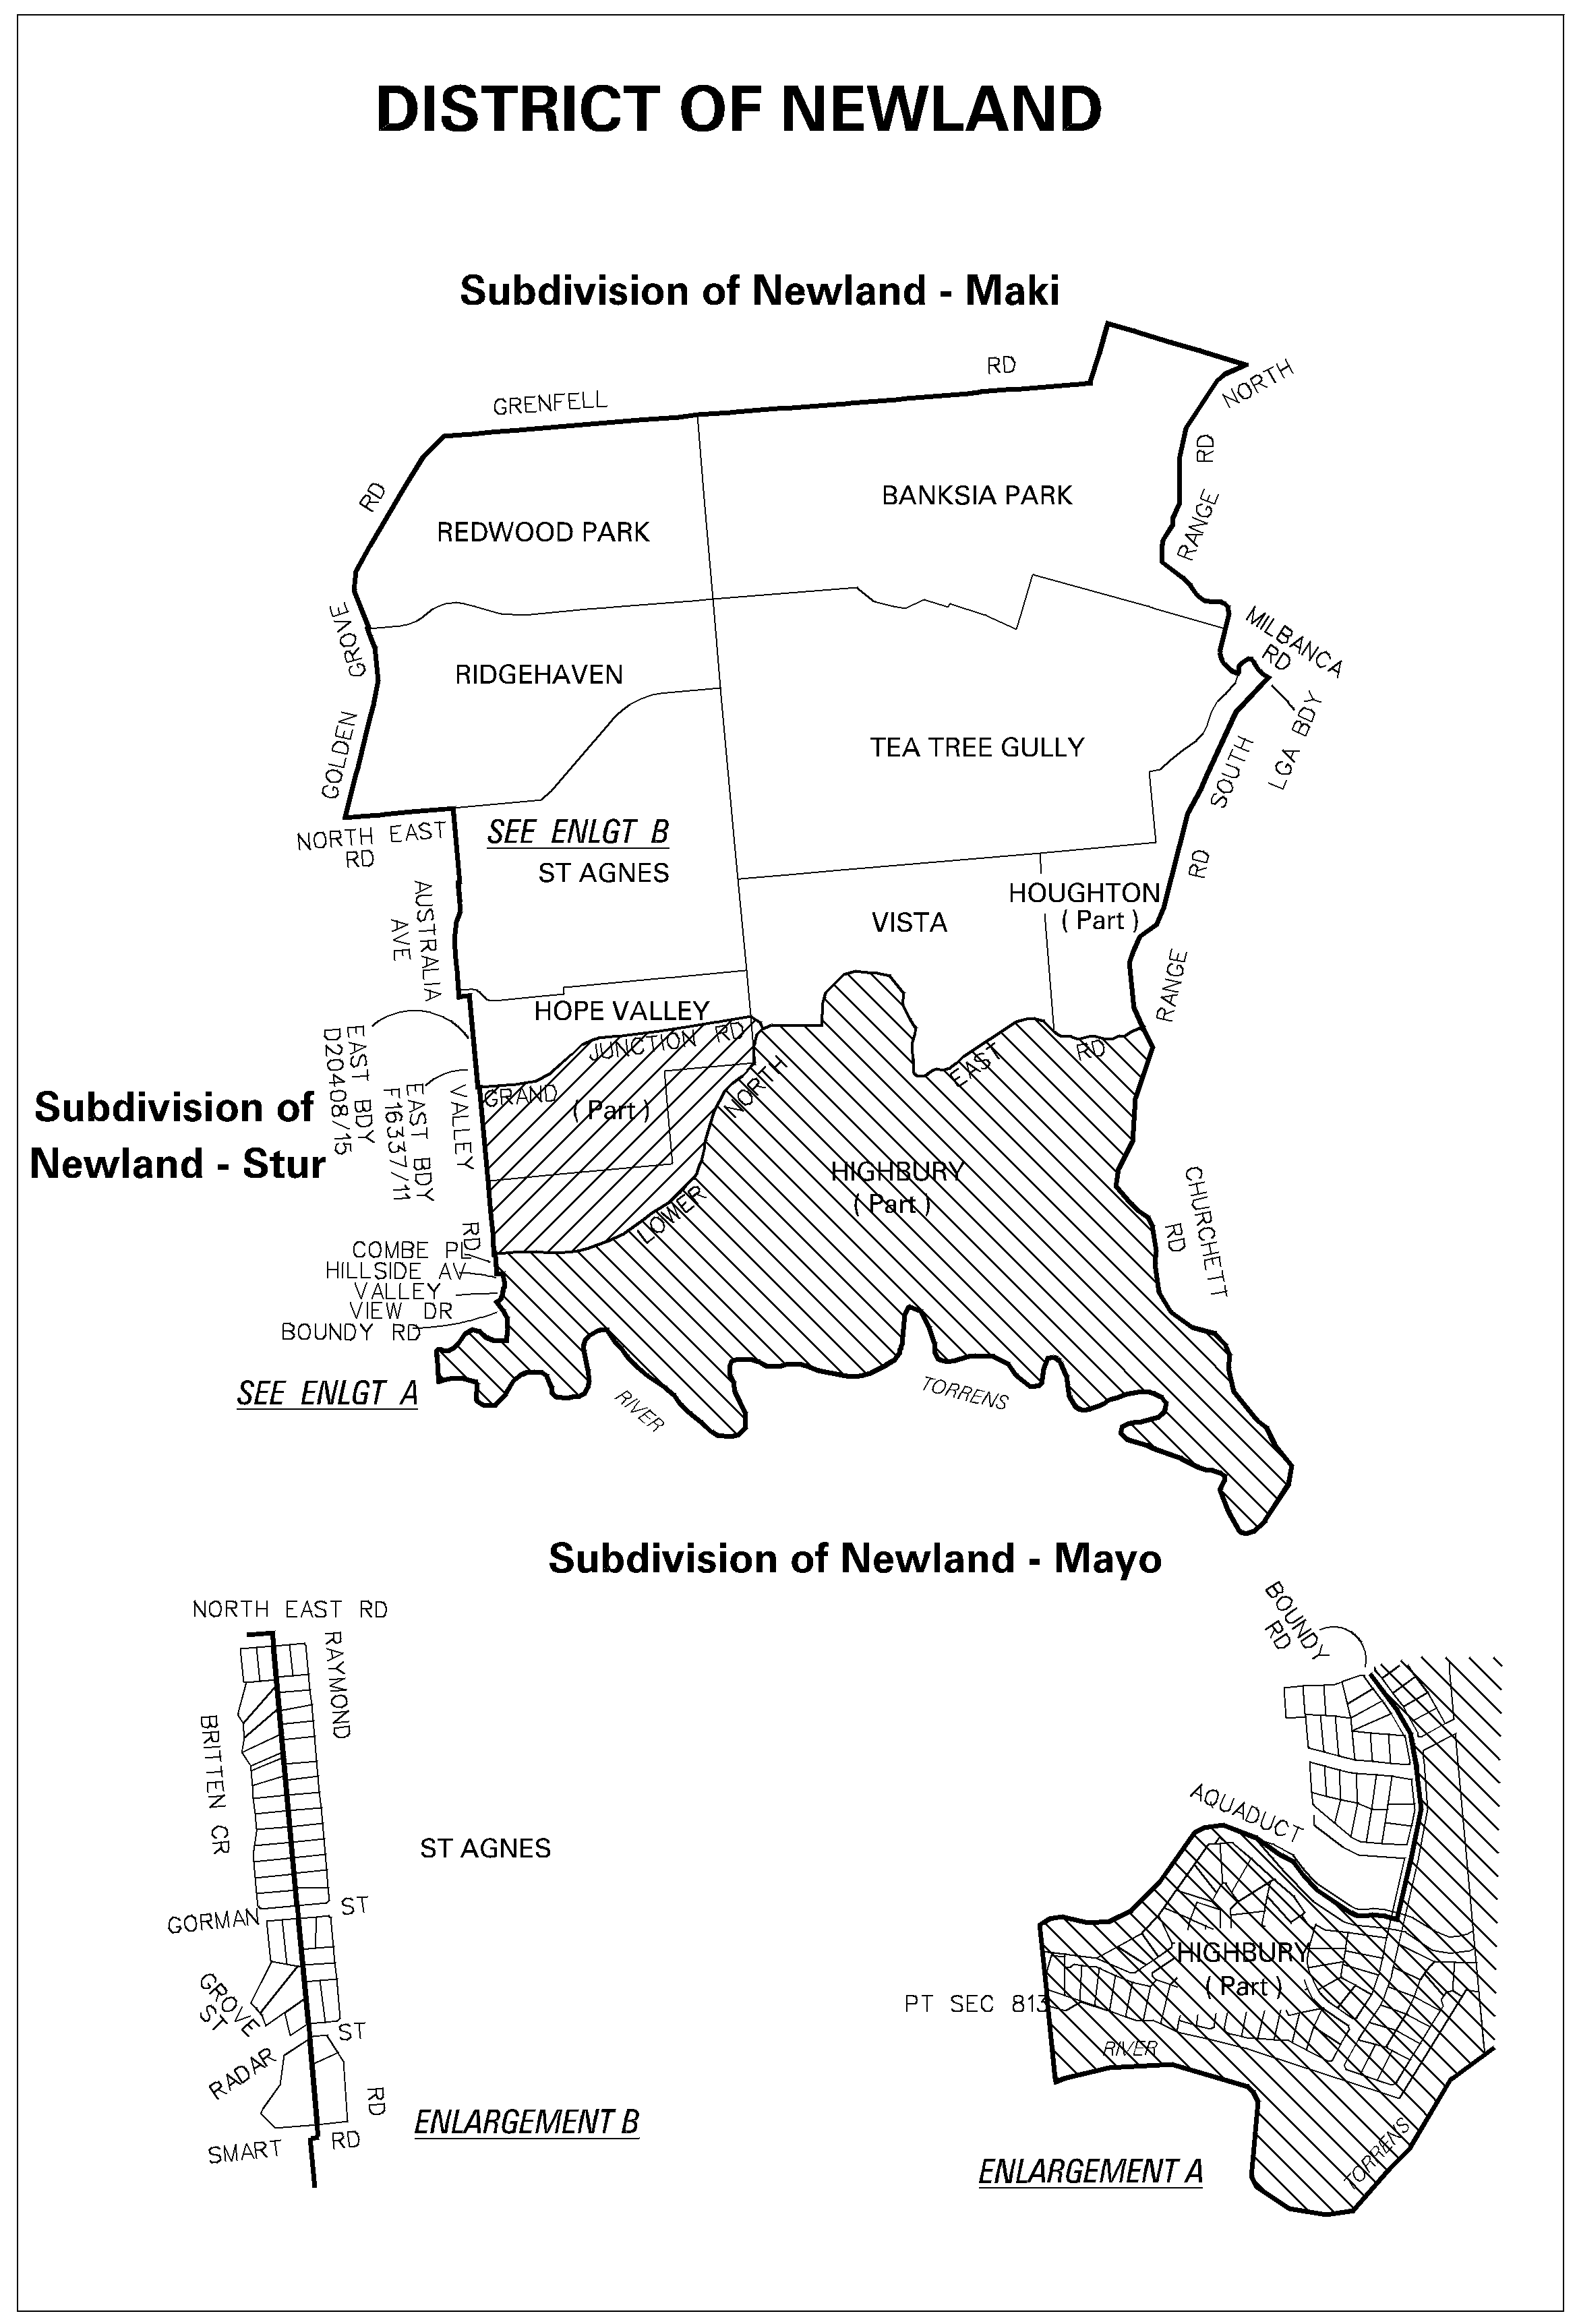 DISTRICT OF NEWLAND
Subdivision of Newland - Maki
RD
GRENFELL
NORTH
RD
RANGE
RD
BANKSIA PARK
REDWOOD PARK
GROVE
GOLDEN
RIDGEHAVEN
MILBANCA
RD
LGA BDY
TEA TREE GULLY
SOUTH
RD
RANGE
NORTH EAST
RD
SEE ENLGT B
ST AGNES
AUSTRALIA
AVE
VISTA
HOUGHTON
( Part )
HOPE VALLEY
JUNCTION RD
GRAND
( Part )
EAST BDY
D20408/15
EAST BDY
F16337/11
VALLEY
RD
NORTH
EAST
RD
LOWER
HIGHBURY
( Part )
Subdivision of
Newland - Stur
CHURCHETT
RD
COMBE PL
HILLSIDE AV
VALLEY
VIEW DR
BOUNDY RD
SEE ENLGT A
RIVER
TORRENS
Subdivision of Newland - Mayo
NORTH EAST RD
RAYMOND
BRITTEN CR
ST AGNES
ST
GORMAN
GROVE
ST
ST
RADAR
RD
SMART
RD
ENLARGEMENT B
BOUNDY
RD
AQUADUCT
HIGHBURY
( Part )
PT SEC 813
RIVER
TORRENS
ENLARGEMENT A